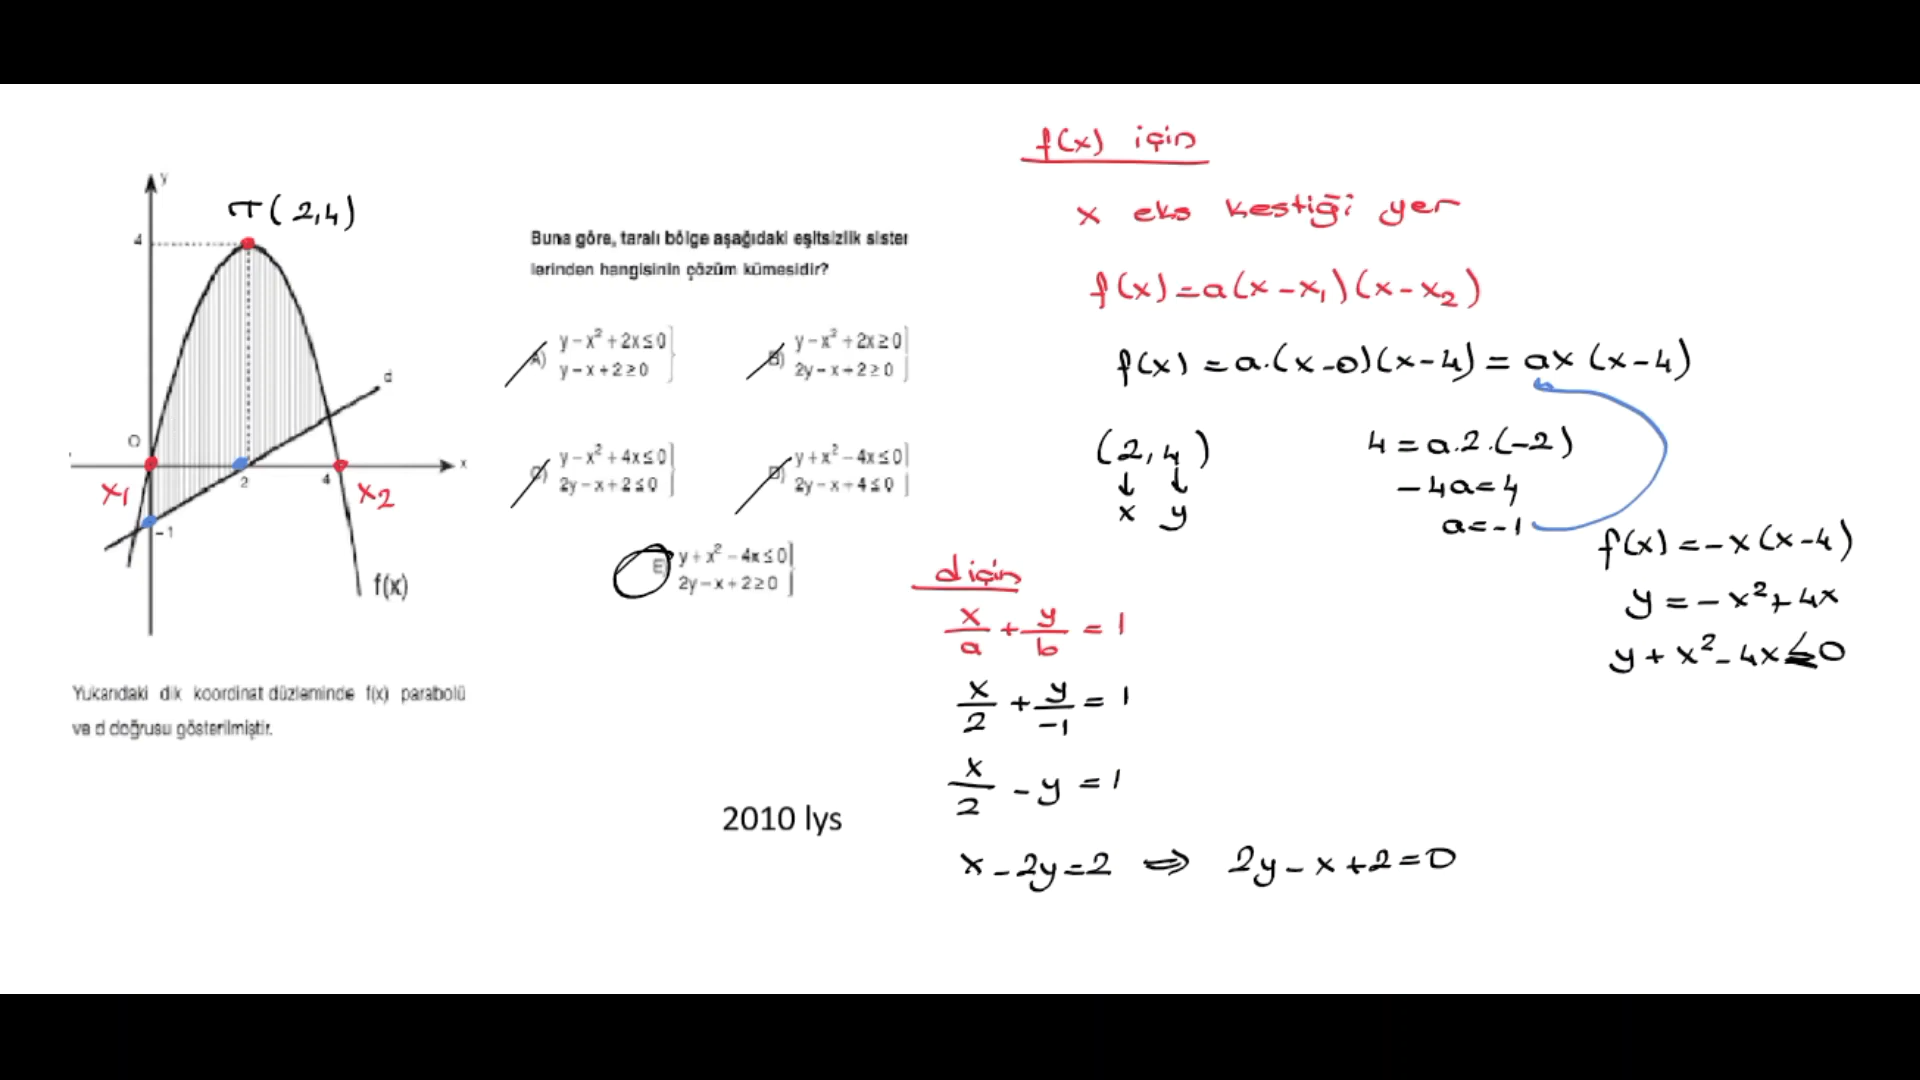 f(x) için
x eks kestiği yer
f(x)=a(x-x₁)(x-x₂)
f(x)=a.(x-0)(x-4)=ax(x-4)
(2,4)
x y
4=a.2.(-2)
-4a=4
a=-1
f(x)=-x(x-4)
y=-x²+4x
y+x²-4x≤0
y
T(2,4)
4
d
O
x
2
4
x₁
x₂
-1
f(x)
Yukarıdaki dik koordinat düzleminde f(x) parabolü
ve d doğrusu gösterilmiştir.
Buna göre, taralı bölge aşağıdaki eşitsizlik sister
lerinden hangisinin çözüm kümesidir?
A) y-x²+2x≤0
y-x+2≥0
B) y-x²+2x≥0
2y-x+2≥0
C) y-x²+4x≤0
2y-x+2≤0
D) y+x²-4x≤0
2y-x+4≤0
E) y+x²-4x≤0
2y-x+2≥0
2010 lys
d için
x/a + y/b = 1
x/2 + y/-1 = 1
x/2 - y = 1
x-2y=2 ⇒ 2y-x+2=0